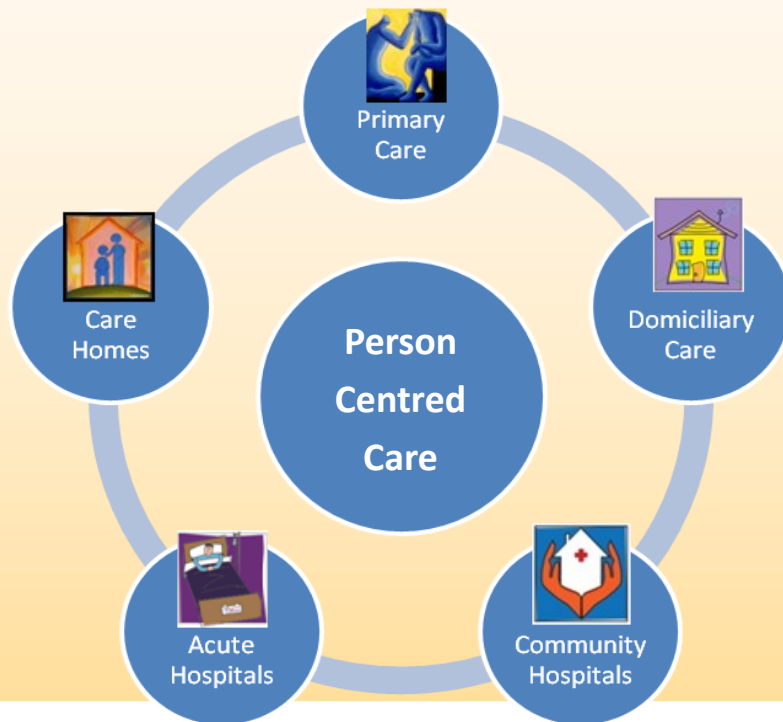 Primary
Care
Domiciliary
Care
Community
Hospitals
Acute
Hospitals
Care
Homes
Person
Centred
Care